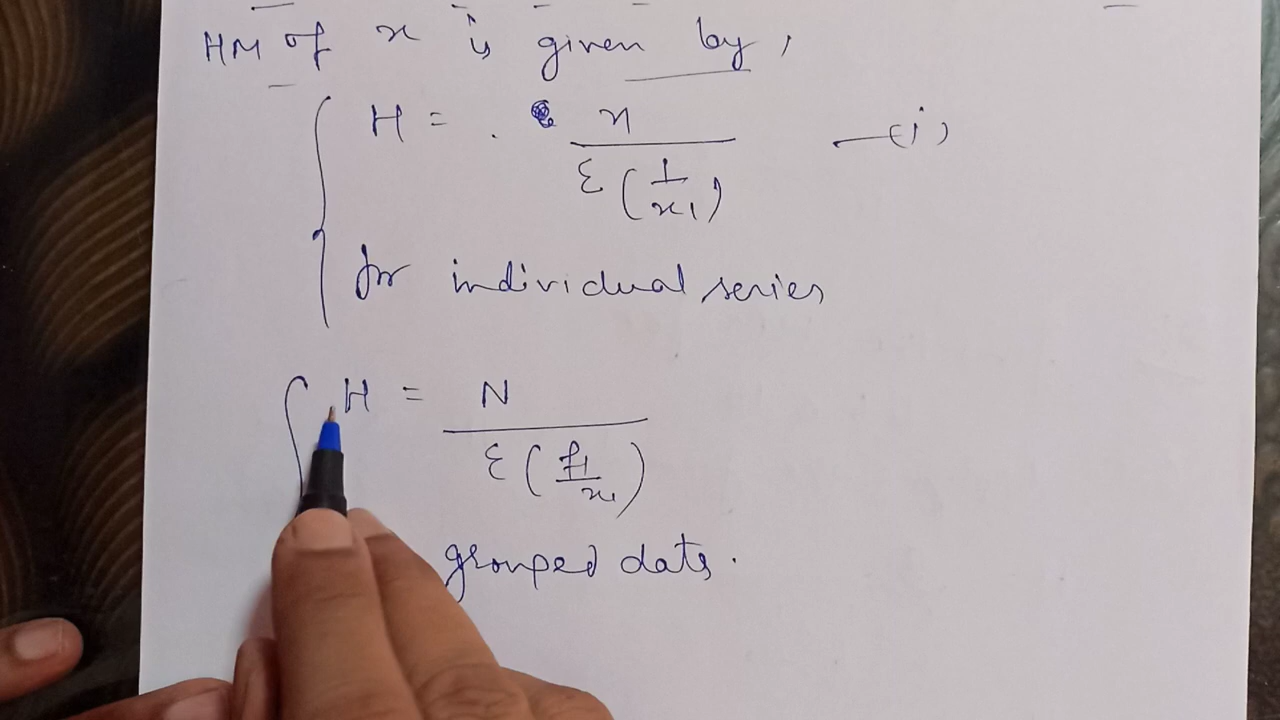 HM of x is given by,
H = n / Σ(1/x₁) —(i)
for individual series
H = N / Σ(f₁/x₁)
grouped data.